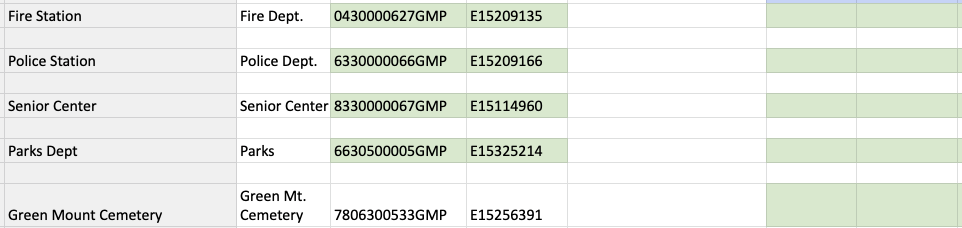 Fire Station Fire Dept. 0430000627GMP E15209135
Police Station Police Dept. 6330000066GMP E15209166
Senior Center Senior Center 8330000067GMP E15114960
Parks Dept Parks 6630500005GMP E15325214
Green Mt.
Green Mount Cemetery Cemetery 7806300533GMP E15256391